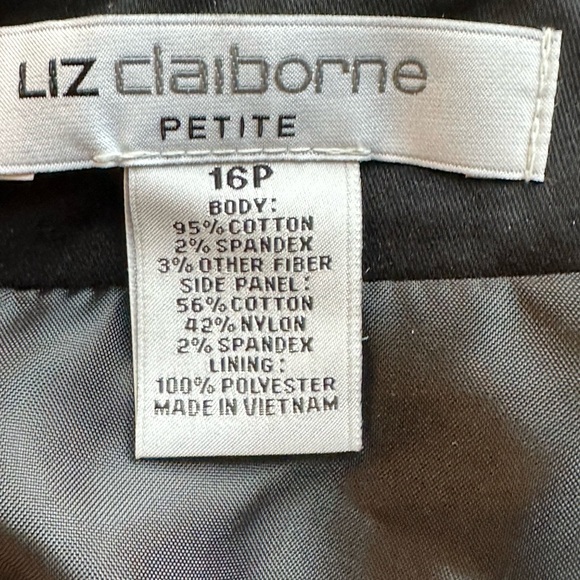 LIZ claiborne
PETITE
16P
BODY:
95% COTTON
2% SPANDEX
3% OTHER FIBER
SIDE PANEL:
56% COTTON
42% NYLON
2% SPANDEX
LINING:
100% POLYESTER
MADE IN VIETNAM